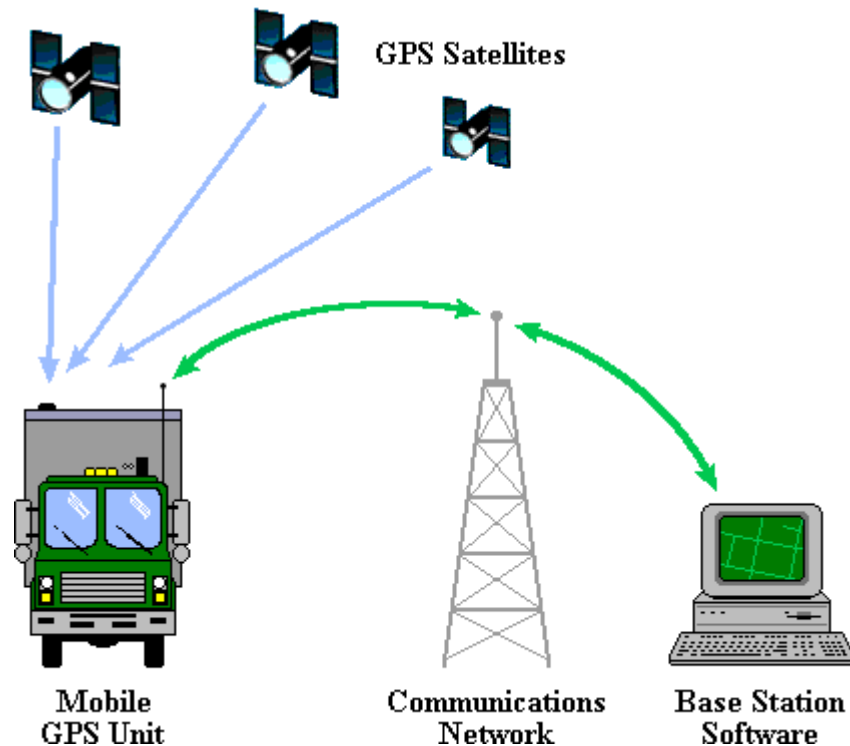 GPS Satellites
Mobile
GPS Unit
Communications
Network
Base Station
Software